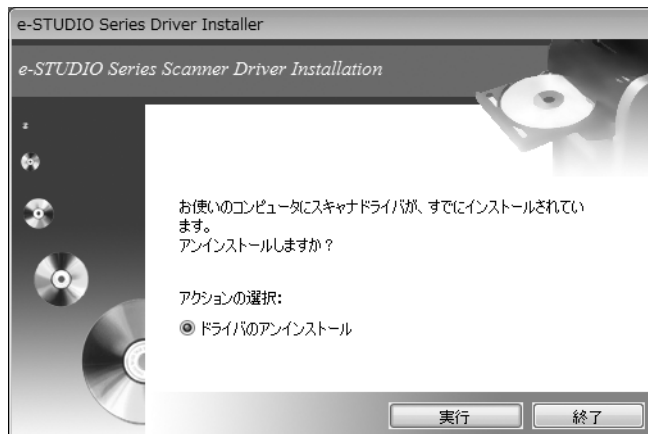 e-STUDIO Series Driver Installer
e-STUDIO Series Scanner Driver Installation
お使いのコンピュータにスキャナドライバが、すでにインストールされてい
ます。
アンインストールしますか？
アクションの選択:
ドライバのアンインストール
実行
終了